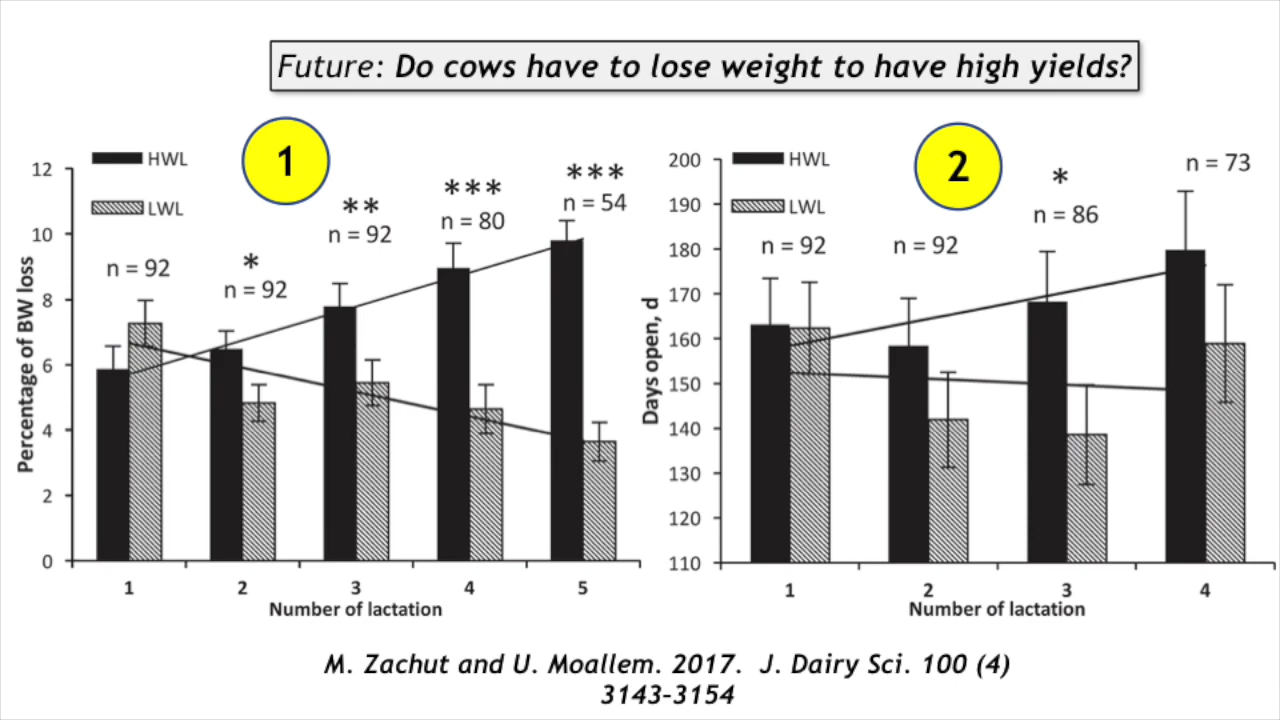 Future: Do cows have to lose weight to have high yields?
1
HWL
LWL
12
10
8
6
4
2
0
Percentage of BW loss
n = 92
*
n = 92
**
n = 92
***
n = 80
***
n = 54
1 2 3 4 5
Number of lactation
2
HWL
LWL
200
190
180
170
160
150
140
130
120
110
Days open, d
n = 92
n = 92
*
n = 86
n = 73
1 2 3 4
Number of lactation
M. Zachut and U. Moallem. 2017. J. Dairy Sci. 100 (4)
3143–3154